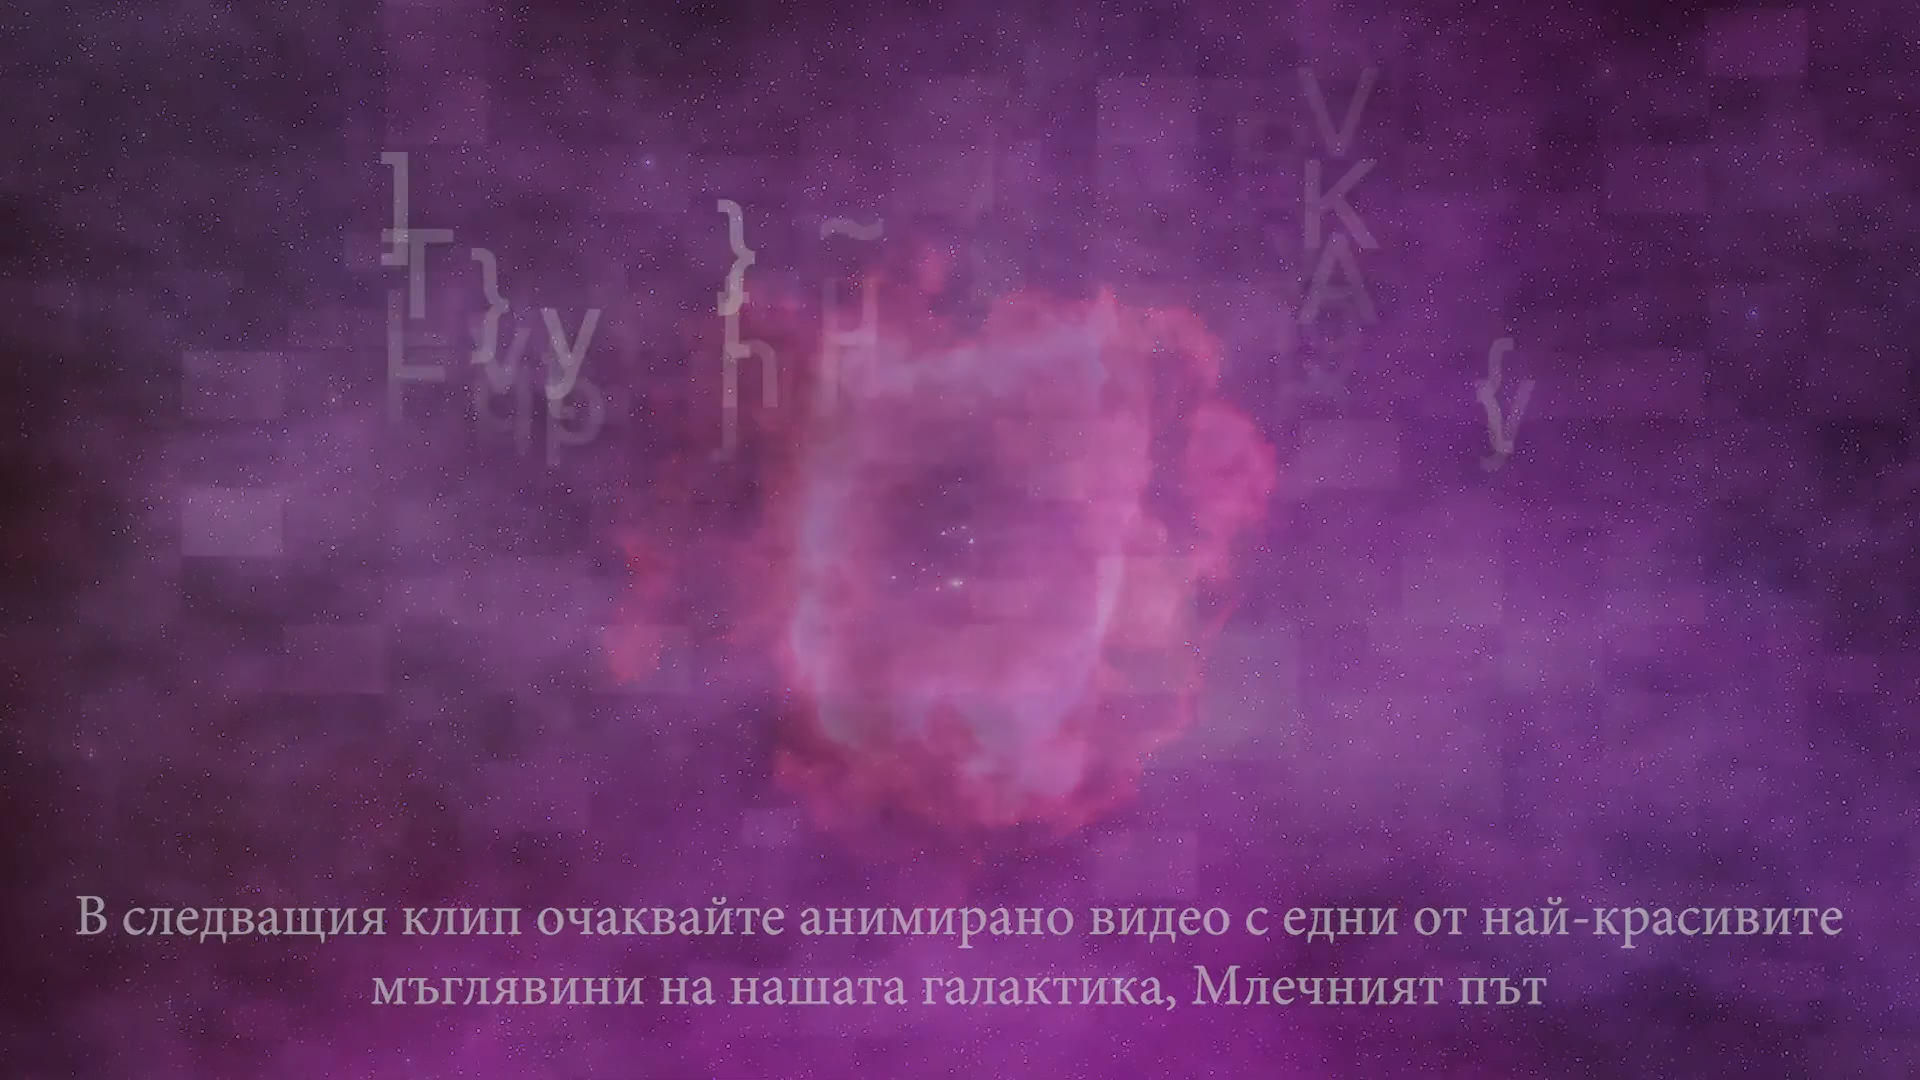 В следващия клип очаквайте анимирано видео с едни от най-красивите
мъглявини на нашата галактика, Млечният път